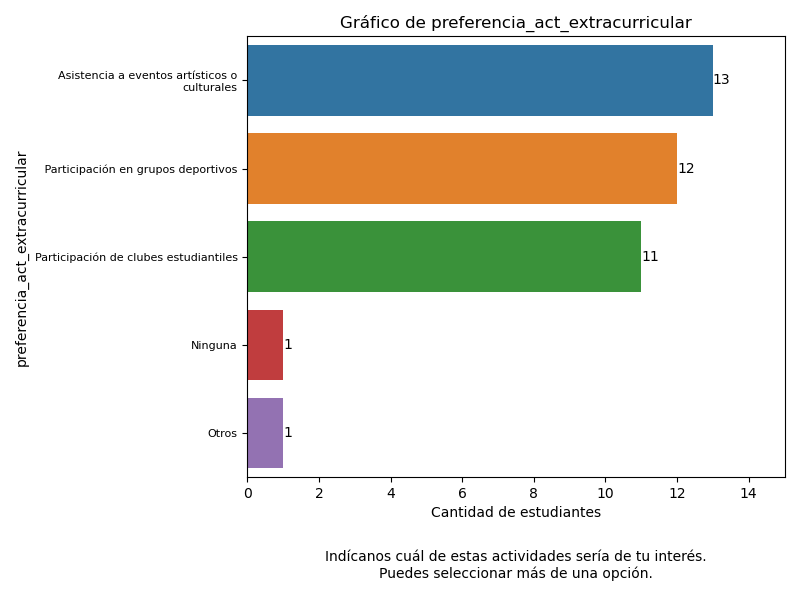 Gráfico de preferencia_act_extracurricular
preferencia_act_extracurricular
Asistencia a eventos artísticos o
culturales
13
Participación en grupos deportivos
12
Participación de clubes estudiantiles
11
Ninguna
1
Otros
1
0 2 4 6 8 10 12 14
Cantidad de estudiantes
Indícanos cuál de estas actividades sería de tu interés.
Puedes seleccionar más de una opción.